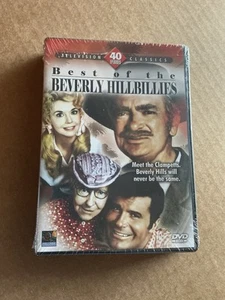 TELEVISION 40 CLASSICS
Best of the
BEVERLY HILLBILLIES
Meet the Clampetts.
Beverly Hills will
never be the same.
DVD